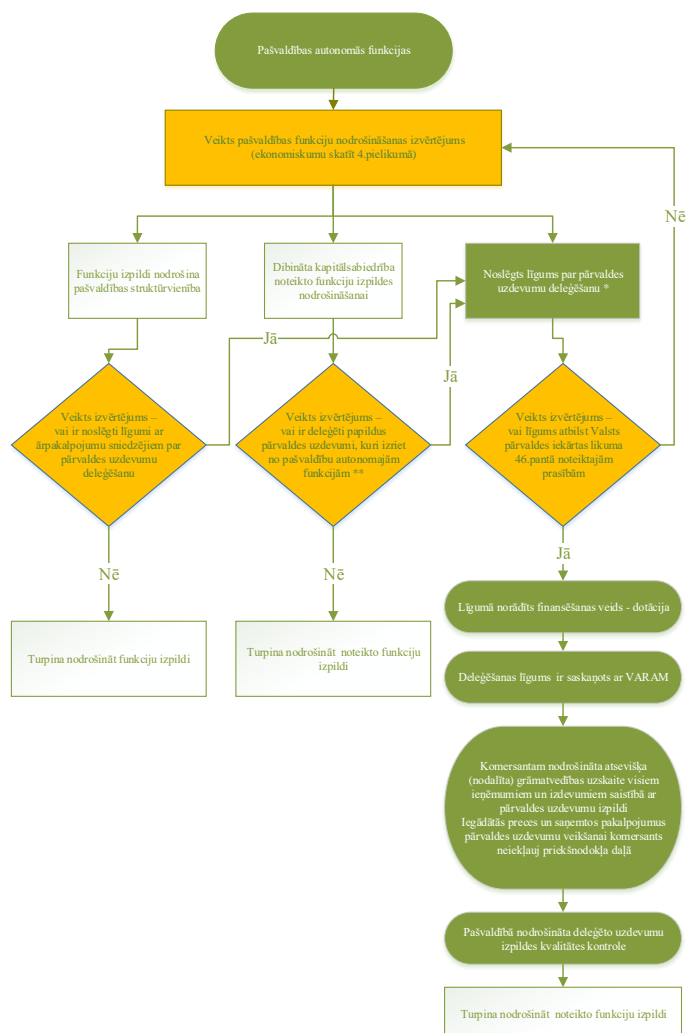 Pašvaldības autonomās funkcijas
Veikts pašvaldības funkciju nodrošināšanas izvērtējums
(ekonomiskumu skatīt 4.pielikumā)
Nē
Funkciju izpildi nodrošina
pašvaldības struktūrvienība
Dibināta kapitālsabiedrība
noteikto funkciju izpildes
nodrošināšanai
Noslēgts līgums par pārvaldes
uzdevumu deleģēšanu *
Jā
Jā
Veikts izvērtējums –
vai ir noslēgti līgumi ar
ārpakalpojumu sniedzējiem par
pārvaldes uzdevumu
deleģēšanu
Veikts izvērtējums –
vai ir deleģēti papildus
pārvaldes uzdevumi, kuri izriet
no pašvaldību autonomajām
funkcijām **
Veikts izvērtējums –
vai līgums atbilst Valsts
pārvaldes iekārtas likuma
46.pantā noteiktajām
prasībām
Nē
Nē
Jā
Turpina nodrošināt funkciju izpildi
Turpina nodrošināt noteikto funkciju
izpildi
Līgumā norādīts finansēšanas veids - dotācija
Deleģēšanas līgums ir saskaņots ar VARAM
Komersantam nodrošināta atsevišķa
(nodalīta) grāmatvedības uzskaite visiem
ieņēmumiem un izdevumiem saistībā ar
pārvaldes uzdevumu izpildi
Iegādātās preces un saņemtos pakalpojumus
pārvaldes uzdevumu veikšanai komersants
neiekļauj priekšnodokļa daļā
Pašvaldībā nodrošināta deleģēto uzdevumu
izpildes kvalitātes kontrole
Turpina nodrošināt noteikto funkciju izpildi